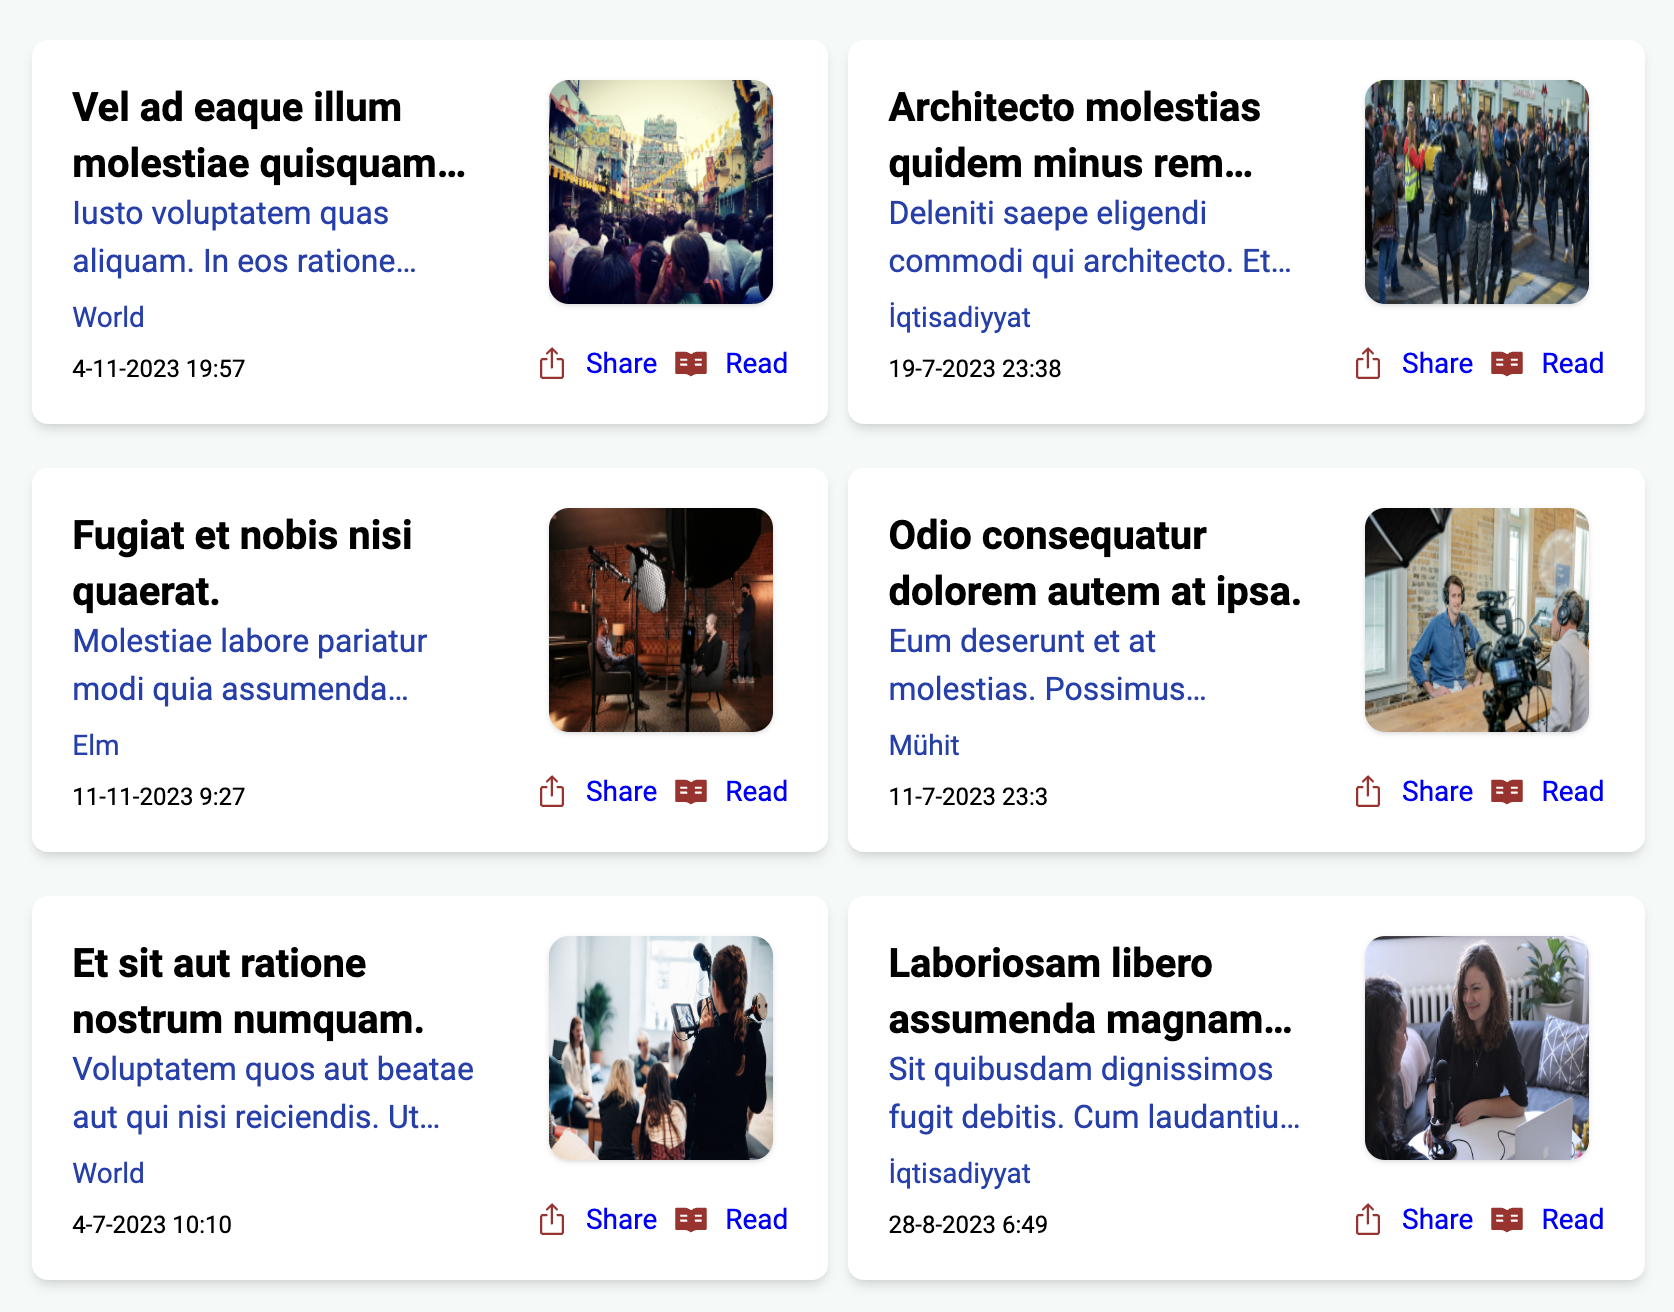 Vel ad eaque illum
molestiae quisquam...
Iusto voluptatem quas
aliquam. In eos ratione...
World
4-11-2023 19:57
Share Read
Architecto molestias
quidem minus rem...
Deleniti saepe eligendi
commodi qui architecto. Et...
İqtisadiyyat
19-7-2023 23:38
Share Read
Fugiat et nobis nisi
quaerat.
Molestiae labore pariatur
modi quia assumenda...
Elm
11-11-2023 9:27
Share Read
Odio consequatur
dolorem autem at ipsa.
Eum deserunt et at
molestias. Possimus...
Mühit
11-7-2023 23:3
Share Read
Et sit aut ratione
nostrum numquam.
Voluptatem quos aut beatae
aut qui nisi reiciendis. Ut...
World
4-7-2023 10:10
Share Read
Laboriosam libero
assumenda magnam...
Sit quibusdam dignissimos
fugit debitis. Cum laudantiu...
İqtisadiyyat
28-8-2023 6:49
Share Read